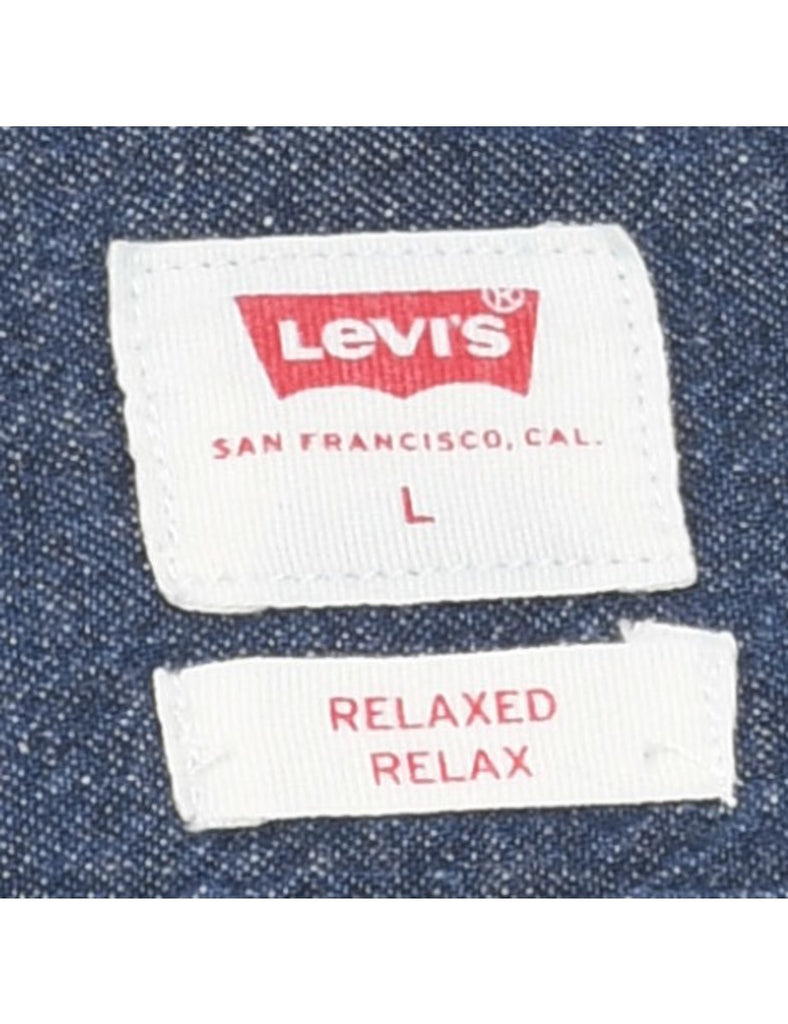 Levi's®
SAN FRANCISCO, CAL.
L
RELAXED
RELAX